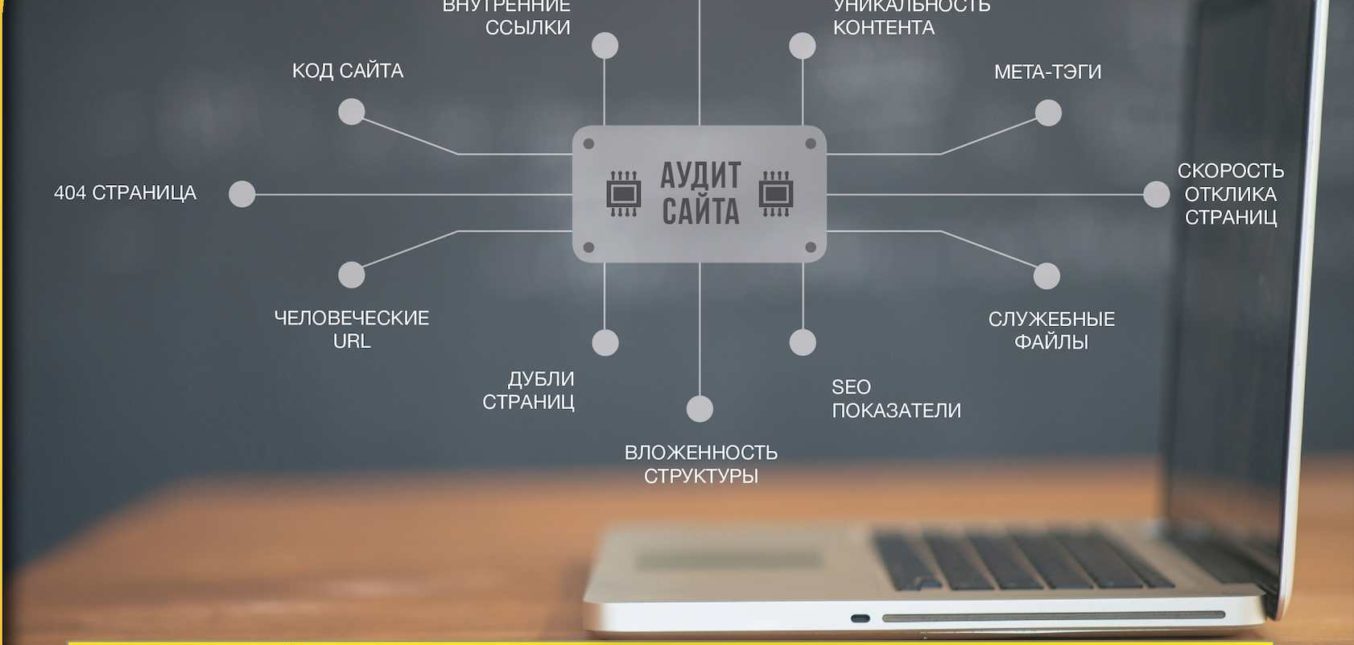 ВНУТРЕННИЕ
ССЫЛКИ
УНИКАЛЬНОСТЬ
КОНТЕНТА
КОД САЙТА
МЕТА-ТЭГИ
404 СТРАНИЦА
АУДИТ
САЙТА
СКОРОСТЬ
ОТКЛИКА
СТРАНИЦ
ЧЕЛОВЕЧЕСКИЕ
URL
СЛУЖЕБНЫЕ
ФАЙЛЫ
ДУБЛИ
СТРАНИЦ
SEO
ПОКАЗАТЕЛИ
ВЛОЖЕННОСТЬ
СТРУКТУРЫ